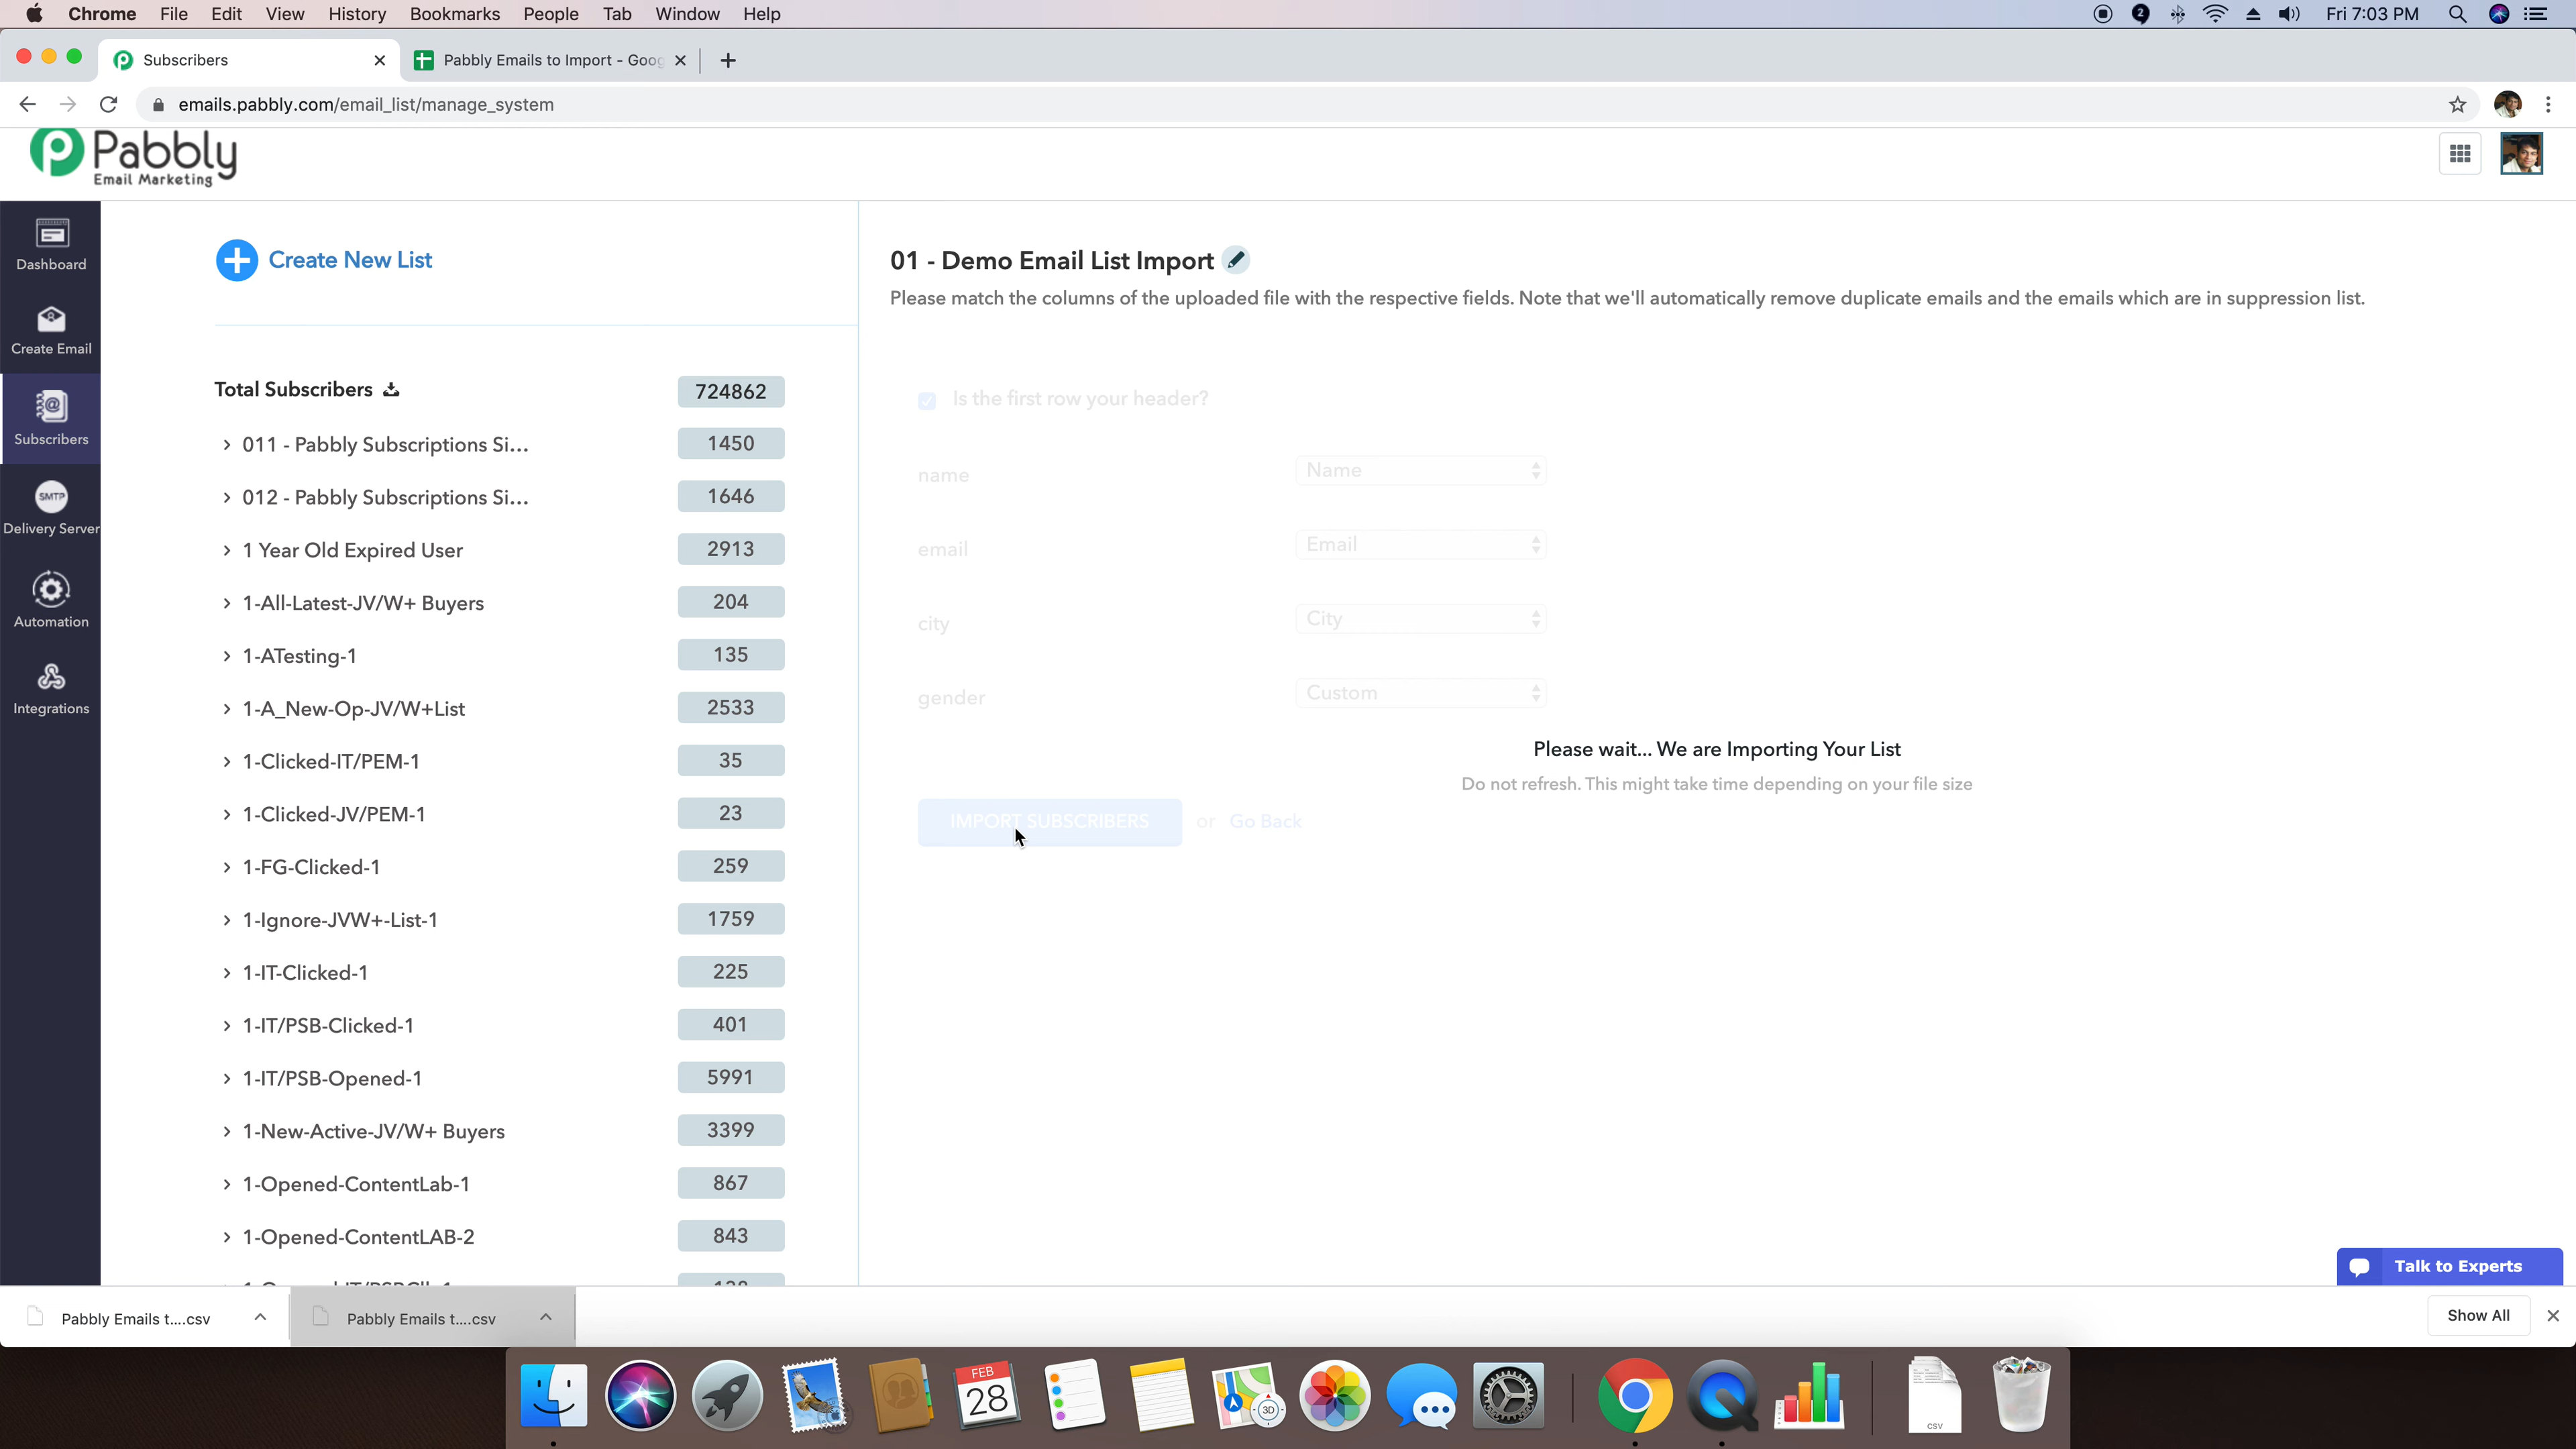 Chrome File Edit View History Bookmarks People Tab Window Help
2 Fri 7:03 PM
Subscribers
Pabbly Emails to Import - Goog
emails.pabbly.com/email_list/manage_system
Pabbly
Email Marketing
Dashboard
Create Email
Subscribers
SMTP
Delivery Server
Automation
Integrations
Create New List
Total Subscribers 724862
011 - Pabbly Subscriptions Si... 1450
012 - Pabbly Subscriptions Si... 1646
1 Year Old Expired User 2913
1-All-Latest-JV/W+ Buyers 204
1-ATesting-1 135
1-A_New-Op-JV/W+List 2533
1-Clicked-IT/PEM-1 35
1-Clicked-JV/PEM-1 23
1-FG-Clicked-1 259
1-Ignore-JVW+-List-1 1759
1-IT-Clicked-1 225
1-IT/PSB-Clicked-1 401
1-IT/PSB-Opened-1 5991
1-New-Active-JV/W+ Buyers 3399
1-Opened-ContentLab-1 867
1-Opened-ContentLAB-2 843
01 - Demo Email List Import
Please match the columns of the uploaded file with the respective fields. Note that we'll automatically remove duplicate emails and the emails which are in suppression list.
Is the first row your header?
name Name
email Email
city City
gender Custom
Please wait... We are Importing Your List
Do not refresh. This might take time depending on your file size
IMPORT SUBSCRIBERS or Go Back
Talk to Experts
Pabbly Emails t....csv
Pabbly Emails t....csv
Show All
FEB
28
3D
CSV